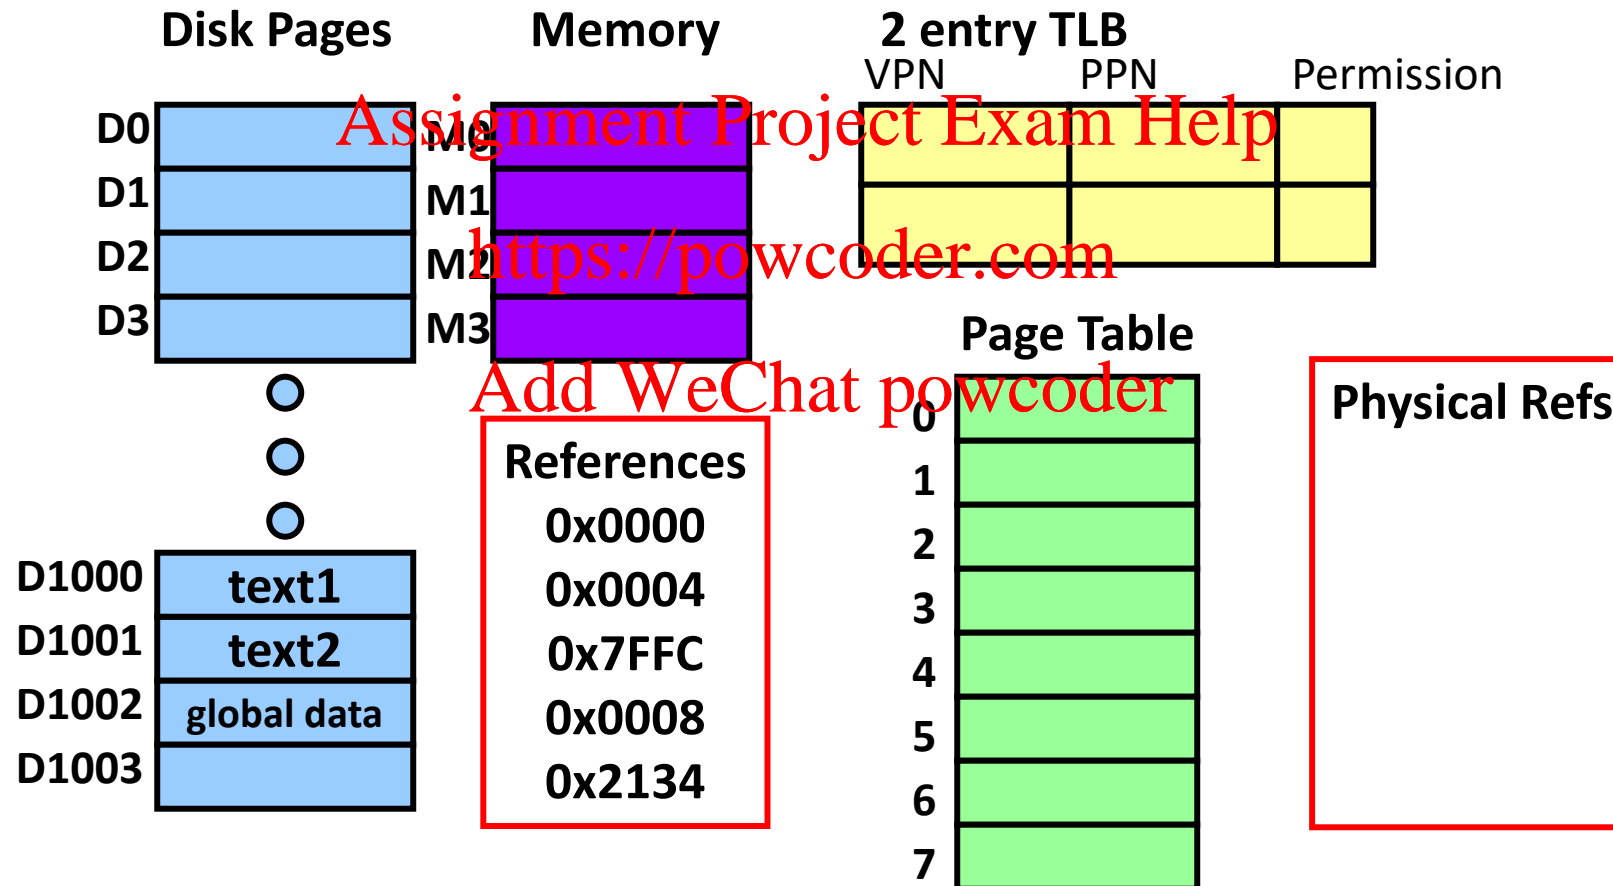 Disk Pages
Memory
2 entry TLB
VPN
PPN
Permission
D0
D1
D2
D3
M0
M1
M2
M3
Assignment Project Exam Help
https://powcoder.com
Add WeChat powcoder
Page Table
0
1
2
3
4
5
6
7
Physical Refs
References
0x0000
0x0004
0x7FFC
0x0008
0x2134
D1000
text1
D1001
text2
D1002
global data
D1003